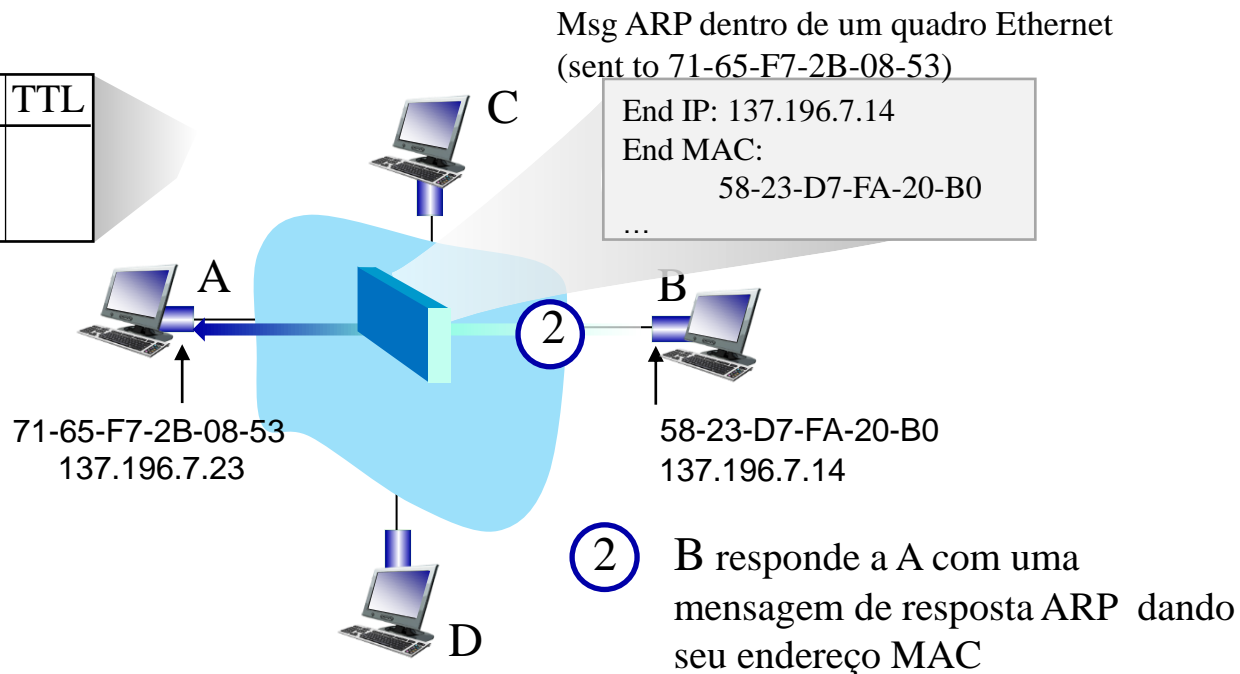 Msg ARP dentro de um quadro Ethernet
(sent to 71-65-F7-2B-08-53)
TTL
C
End IP: 137.196.7.14
End MAC:
58-23-D7-FA-20-B0
…
A
B
2
71-65-F7-2B-08-53
137.196.7.23
58-23-D7-FA-20-B0
137.196.7.14
D
2
B responde a A com uma
mensagem de resposta ARP dando
seu endereço MAC